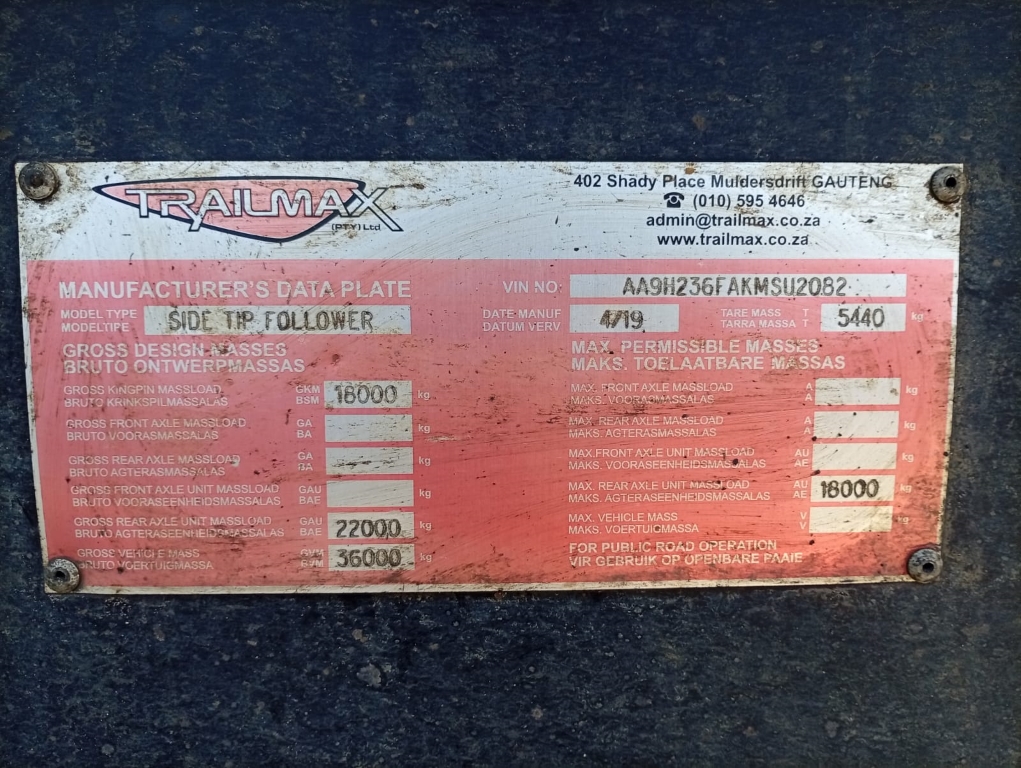 TRAILMAX
(PTY) Ltd
402 Shady Place Muldersdrift GAUTENG
☎ (010) 595 4646
admin@trailmax.co.za
www.trailmax.co.za
MANUFACTURER'S DATA PLATE
VIN NO AA9H236FAKMSU2082
MODEL TYPE
MODELTIPE
SIDE TIP FOLLOWER
DATE MANUF
DATUM VERV
4/19
TARE MASS T
TARRA MASSA T
5440 kg
GROSS DESIGN MASSES
BRUTO ONTWERPMASSAS
GROSS KINGPIN MASSLOAD GKM
BRUTO KRINKSPILMASSALAS BSM
18000 kg
GROSS FRONT AXLE MASSLOAD GA
BRUTO VOORASMASSALAS BA
kg
GROSS REAR AXLE MASSLOAD GA
BRUTO AGTERASMASSALAS BA
kg
GROSS FRONT AXLE UNIT MASSLOAD GAU
BRUTO VOORASEENHEIDSMASSALAS BAE
kg
GROSS REAR AXLE UNIT MASSLOAD GAU
BRUTO AGTERASEENHEIDSMASSALAS BAE
22000 kg
GROSS VEHICLE MASS GVM
BRUTO VOERTUIGMASSA
36000 kg
MAX. PERMISSIBLE MASSES
MAKS. TOELAATBARE MASSAS
MAX. FRONT AXLE MASSLOAD A
MAKS. VOORASMASSALAS A
kg
MAX. REAR AXLE MASSLOAD A
MAKS. AGTERASMASSALAS A
kg
MAX. FRONT AXLE UNIT MASSLOAD AU
MAKS. VOORASEENHEIDSMASSALAS AE
kg
MAX. REAR AXLE UNIT MASSLOAD AU
MAKS. AGTERASEENHEIDSMASSALAS AE
18000 kg
MAX. VEHICLE MASS V
MAKS. VOERTUIGMASSA V
kg
FOR PUBLIC ROAD OPERATION
VIR GEBRUIK OP OPENBARE PAAIE